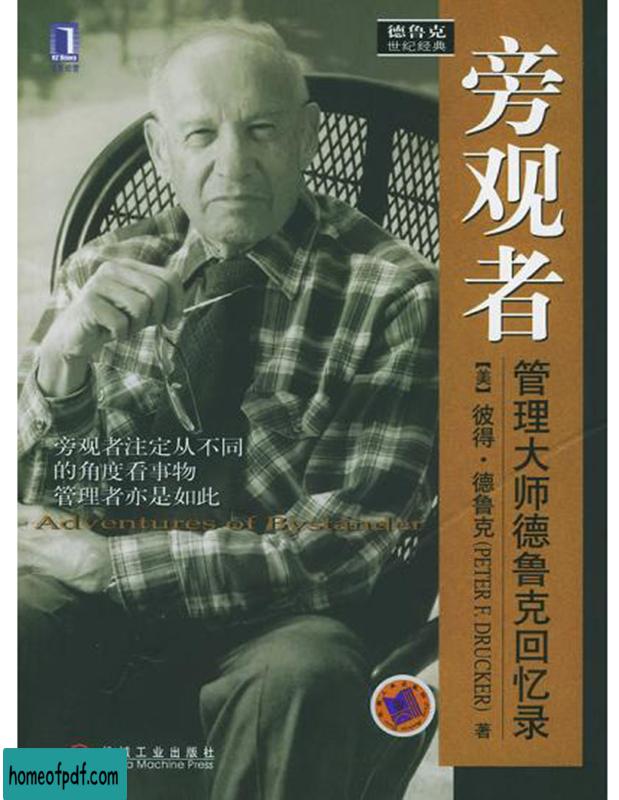 德鲁克
世纪经典
旁观者
管理大师德鲁克回忆录
【美】彼得·德鲁克(PETER F. DRUCKER) 著
旁观者注定从不同
的角度看事物
管理者亦是如此
Adventures of Bystander
机械工业出版社
Machine Press
homeofpdf.com